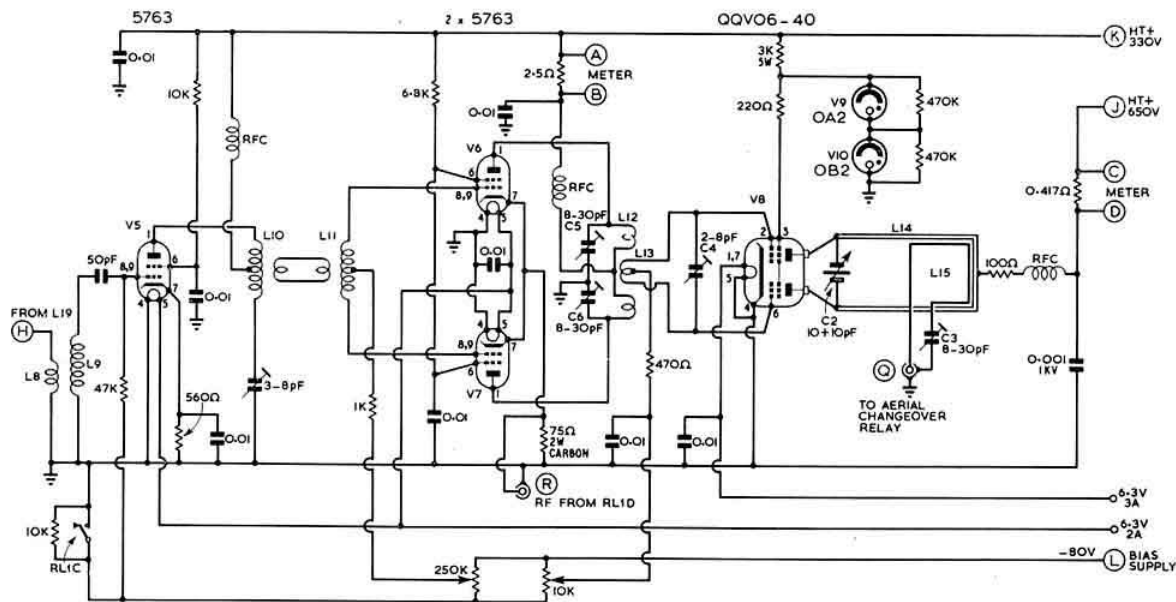 5763
2 x 5763
QQVO6-40
K
HT+
330V
0.01
10K
RFC
6.8K
A
METER
2.5Ω
B
0.01
3K
5W
220Ω
V9
OA2
V10
OB2
470K
470K
J
HT+
650V
C
METER
D
0.417Ω
V6
1
6
8,9
7
4
5
RFC
8-30pF
C5
L12
L13
V5
1
8,9
6
7
4
5
50pF
L10
L11
0.01
0.01
C6
8-30pF
2-8pF
C4
V8
2
3
1,7
5
4
6
L14
L15
C2
10+10pF
100Ω
RFC
C3
8-30pF
FROM L19
H
L8
L9
47K
560Ω
0.01
3-8pF
1K
4
5
8,9
6
7
V7
1
0.01
75Ω
2W
CARBON
470Ω
0.01
0.01
Q
TO AERIAL
CHANGEOVER
RELAY
0.001
1KV
R
RF FROM RL1D
6.3V
3A
6.3V
2A
10K
RL1C
250K
10K
-80V
L
BIAS
SUPPLY